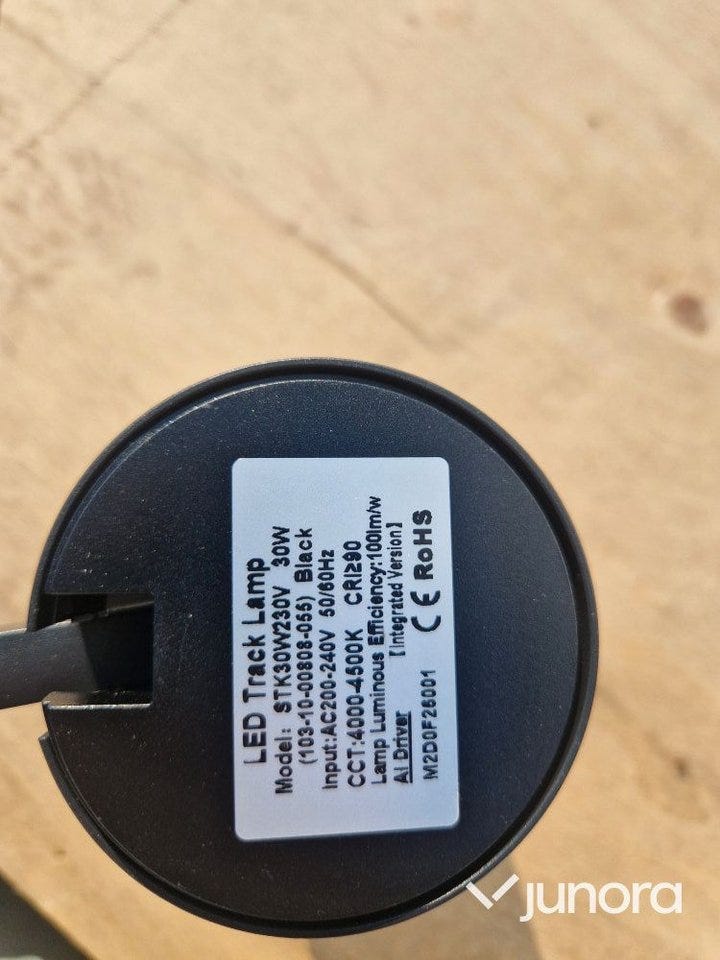 LED Track Lamp
Model: STK30W230V 30W
(103-10-00808-055) Black
Input:AC200-240V 50/60Hz
CCT:4000-4500K CRI≥90
Lamp Luminous Efficiency:100lm/w
AI Driver 【Integrated Version】
M2D0F25001 CE RoHS
junora